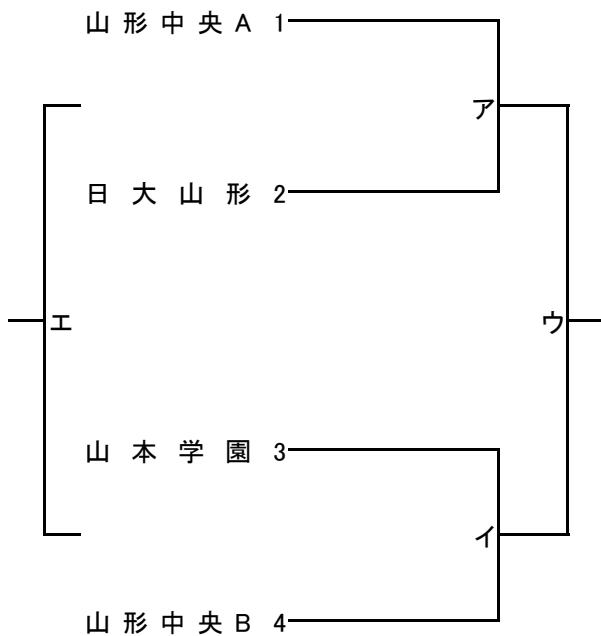 山形中央A 1
ア
日大山形 2
エ
ウ
山本学園 3
イ
山形中央B 4